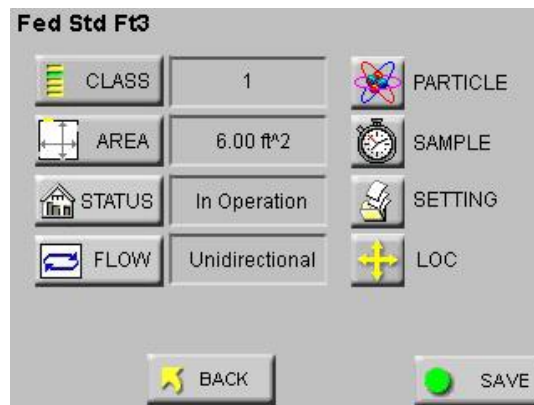 Fed Std Ft3
CLASS 1 PARTICLE
AREA 6.00 ft^2 SAMPLE
STATUS In Operation SETTING
FLOW Unidirectional LOC
BACK SAVE